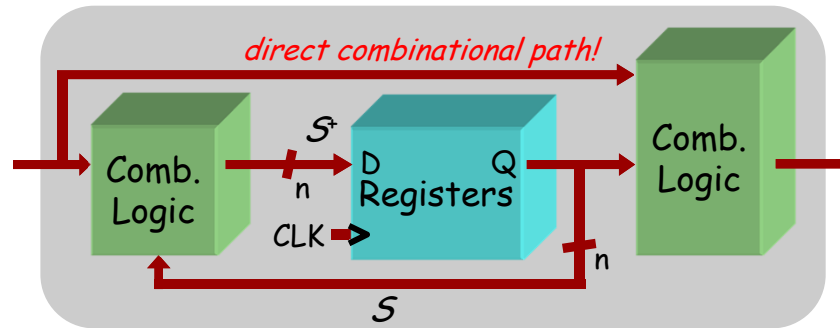 direct combinational path!
Comb.
Logic
S+
n
D
Q
Registers
CLK
Comb.
Logic
n
S